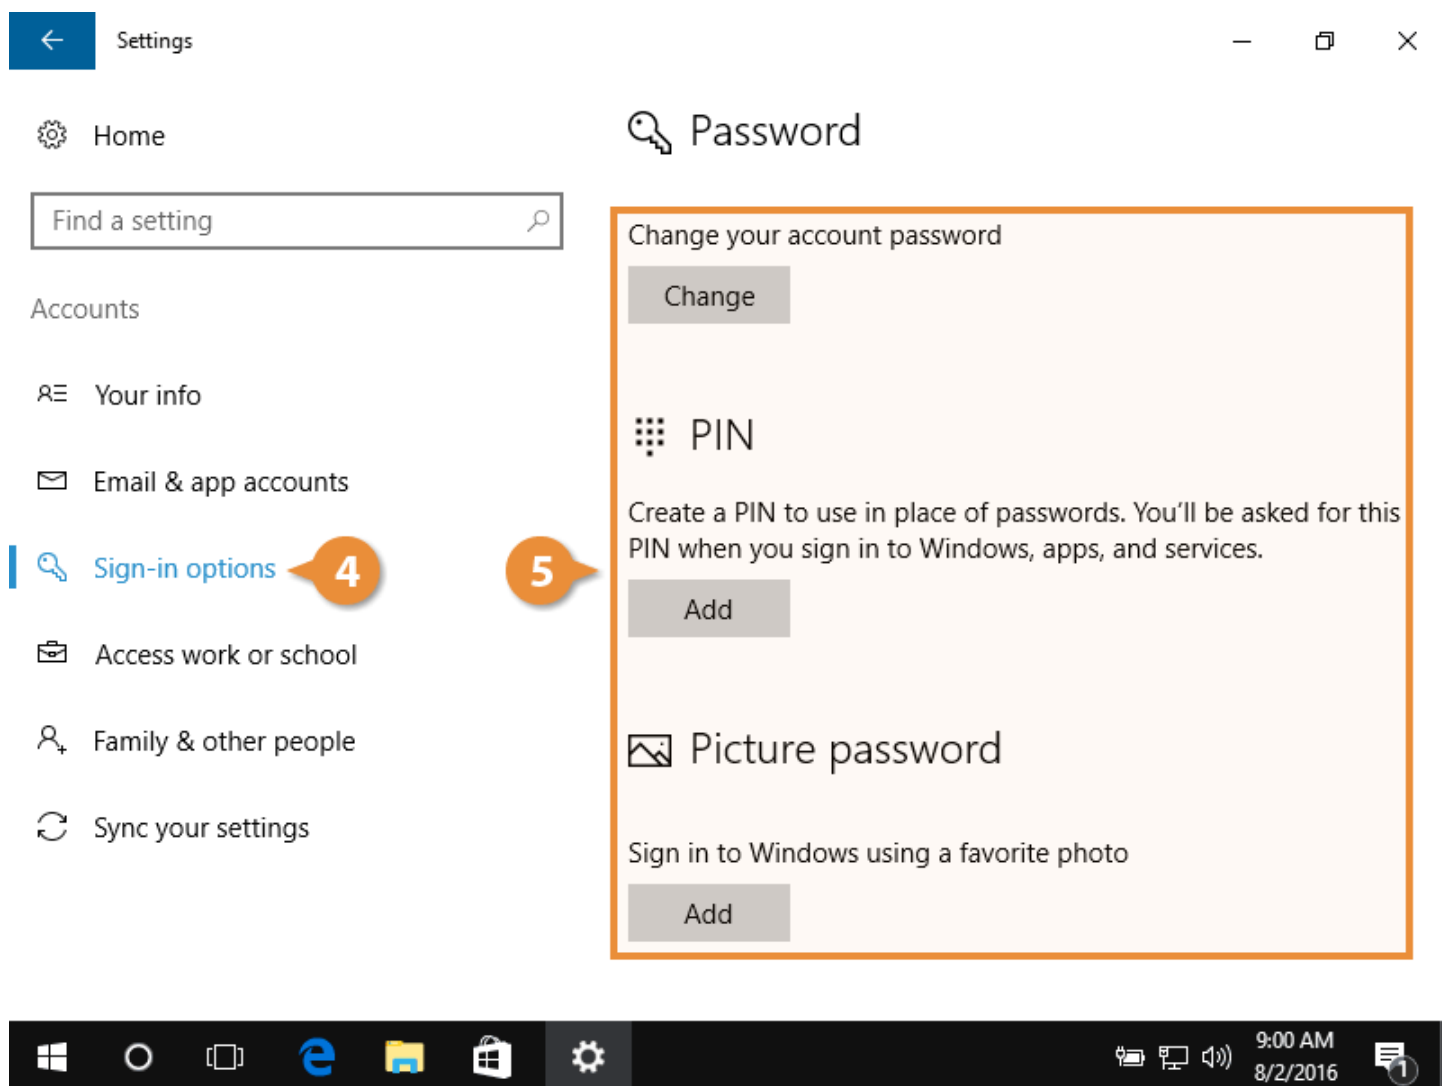 Settings
Home
Find a setting
Accounts
Your info
Email & app accounts
Sign-in options
4
Access work or school
Family & other people
Sync your settings
Password
Change your account password
Change
PIN
5
Create a PIN to use in place of passwords. You’ll be asked for this
PIN when you sign in to Windows, apps, and services.
Add
Picture password
Sign in to Windows using a favorite photo
Add
9:00 AM
8/2/2016
1